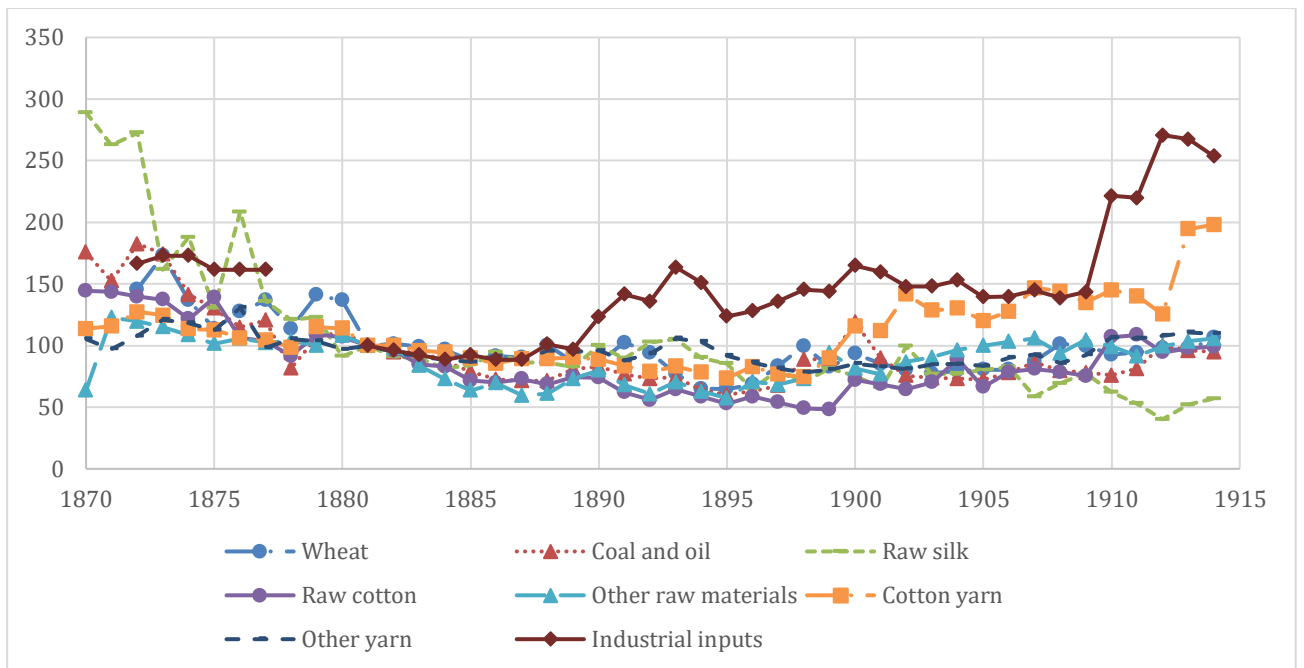 350
300
250
200
150
100
50
0
1870 1875 1880 1885 1890 1895 1900 1905 1910 1915
Wheat Coal and oil Raw silk
Raw cotton Other raw materials Cotton yarn
Other yarn Industrial inputs